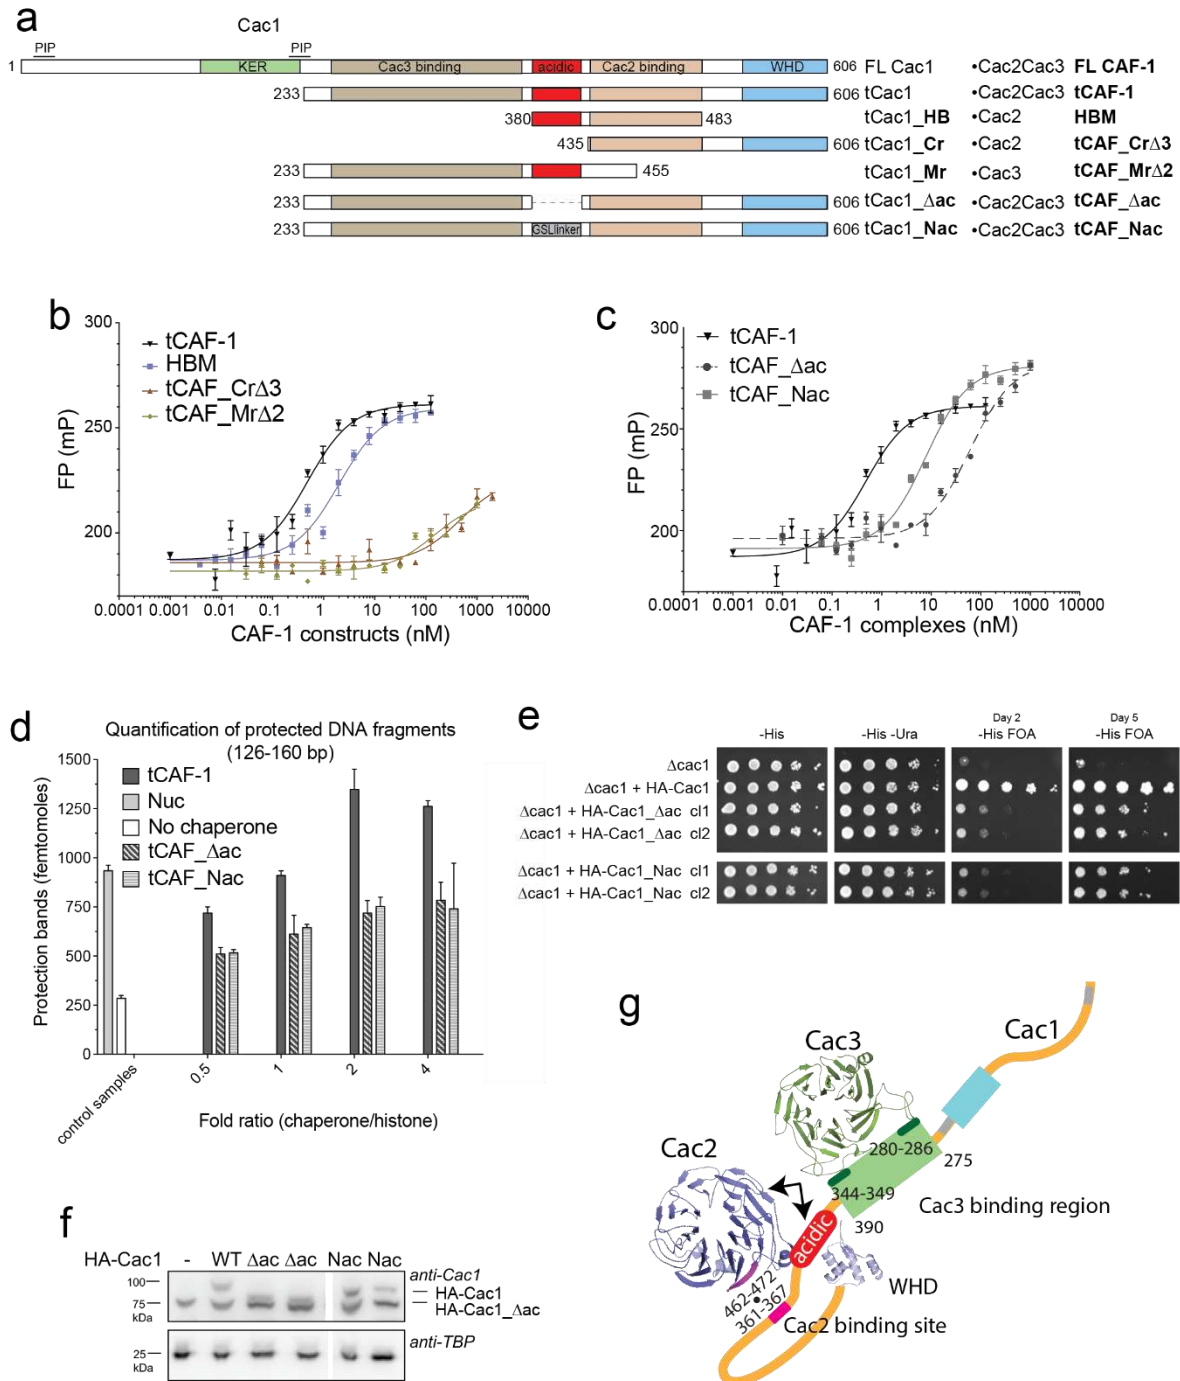 a
Cac1
PIP PIP
1 KER Cac3 binding acidic Cac2 binding WHD 606 FL Cac1 •Cac2Cac3 FL CAF-1
233 606 tCac1 •Cac2Cac3 tCAF-1
380 483 tCac1_HB •Cac2 HBM
435 606 tCac1_Cr •Cac2 tCAF_CrΔ3
233 455 tCac1_Mr •Cac3 tCAF_MrΔ2
233 606 tCac1_Δac •Cac2Cac3 tCAF_Δac
233 GSLlinker 606 tCac1_Nac •Cac2Cac3 tCAF_Nac
b
300
250
200
FP (mP)
tCAF-1
HBM
tCAF_CrΔ3
tCAF_MrΔ2
0.0001 0.001 0.01 0.1 1 10 100 1000 10000
CAF-1 constructs (nM)
c
300
250
200
FP (mP)
tCAF-1
tCAF_Δac
tCAF_Nac
0.0001 0.001 0.01 0.1 1 10 100 1000 10000
CAF-1 complexes (nM)
d
Quantification of protected DNA fragments
(126-160 bp)
1500
1250
1000
750
500
250
0
Protection bands (femtomoles)
tCAF-1
Nuc
No chaperone
tCAF_Δac
tCAF_Nac
control samples 0.5 1 2 4
Fold ratio (chaperone/histone)
e
-His -His -Ura Day 2 -His FOA Day 5 -His FOA
Δcac1
Δcac1 + HA-Cac1
Δcac1 + HA-Cac1_Δac cl1
Δcac1 + HA-Cac1_Δac cl2
Δcac1 + HA-Cac1_Nac cl1
Δcac1 + HA-Cac1_Nac cl2
f
HA-Cac1 - WT Δac Δac Nac Nac
100
75
kDa
anti-Cac1
HA-Cac1
HA-Cac1_Δac
25
kDa
anti-TBP
g
Cac1
Cac3
280-286
275
Cac2
344-349
Cac3 binding region
390
acidic
WHD
462-472
361-367
Cac2 binding site